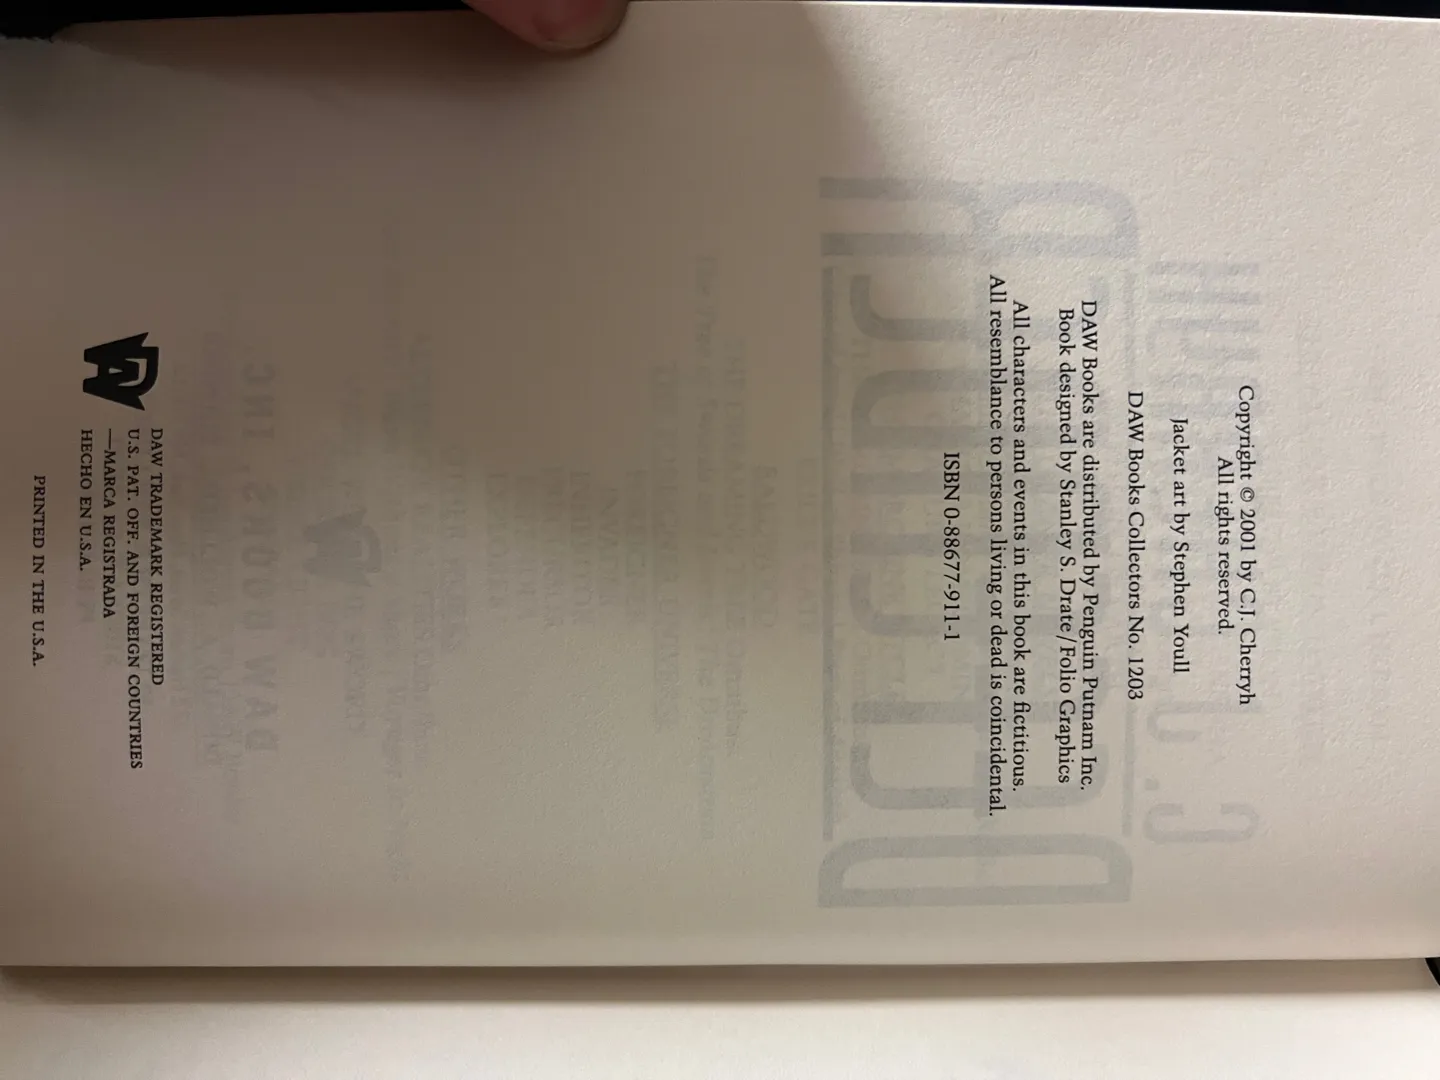 Copyright © 2001 by C.J. Cherryh
All rights reserved.
Jacket art by Stephen Youll
DAW Books Collectors No. 1203
DAW Books are distributed by Penguin Putnam Inc.
Book designed by Stanley S. Drate/Folio Graphics
All characters and events in this book are fictitious.
All resemblance to persons living or dead is coincidental.
ISBN 0-88677-911-1
DAW TRADEMARK REGISTERED
U.S. PAT. OFF. AND FOREIGN COUNTRIES
—MARCA REGISTRADA
HECHO EN U.S.A.
PRINTED IN THE U.S.A.